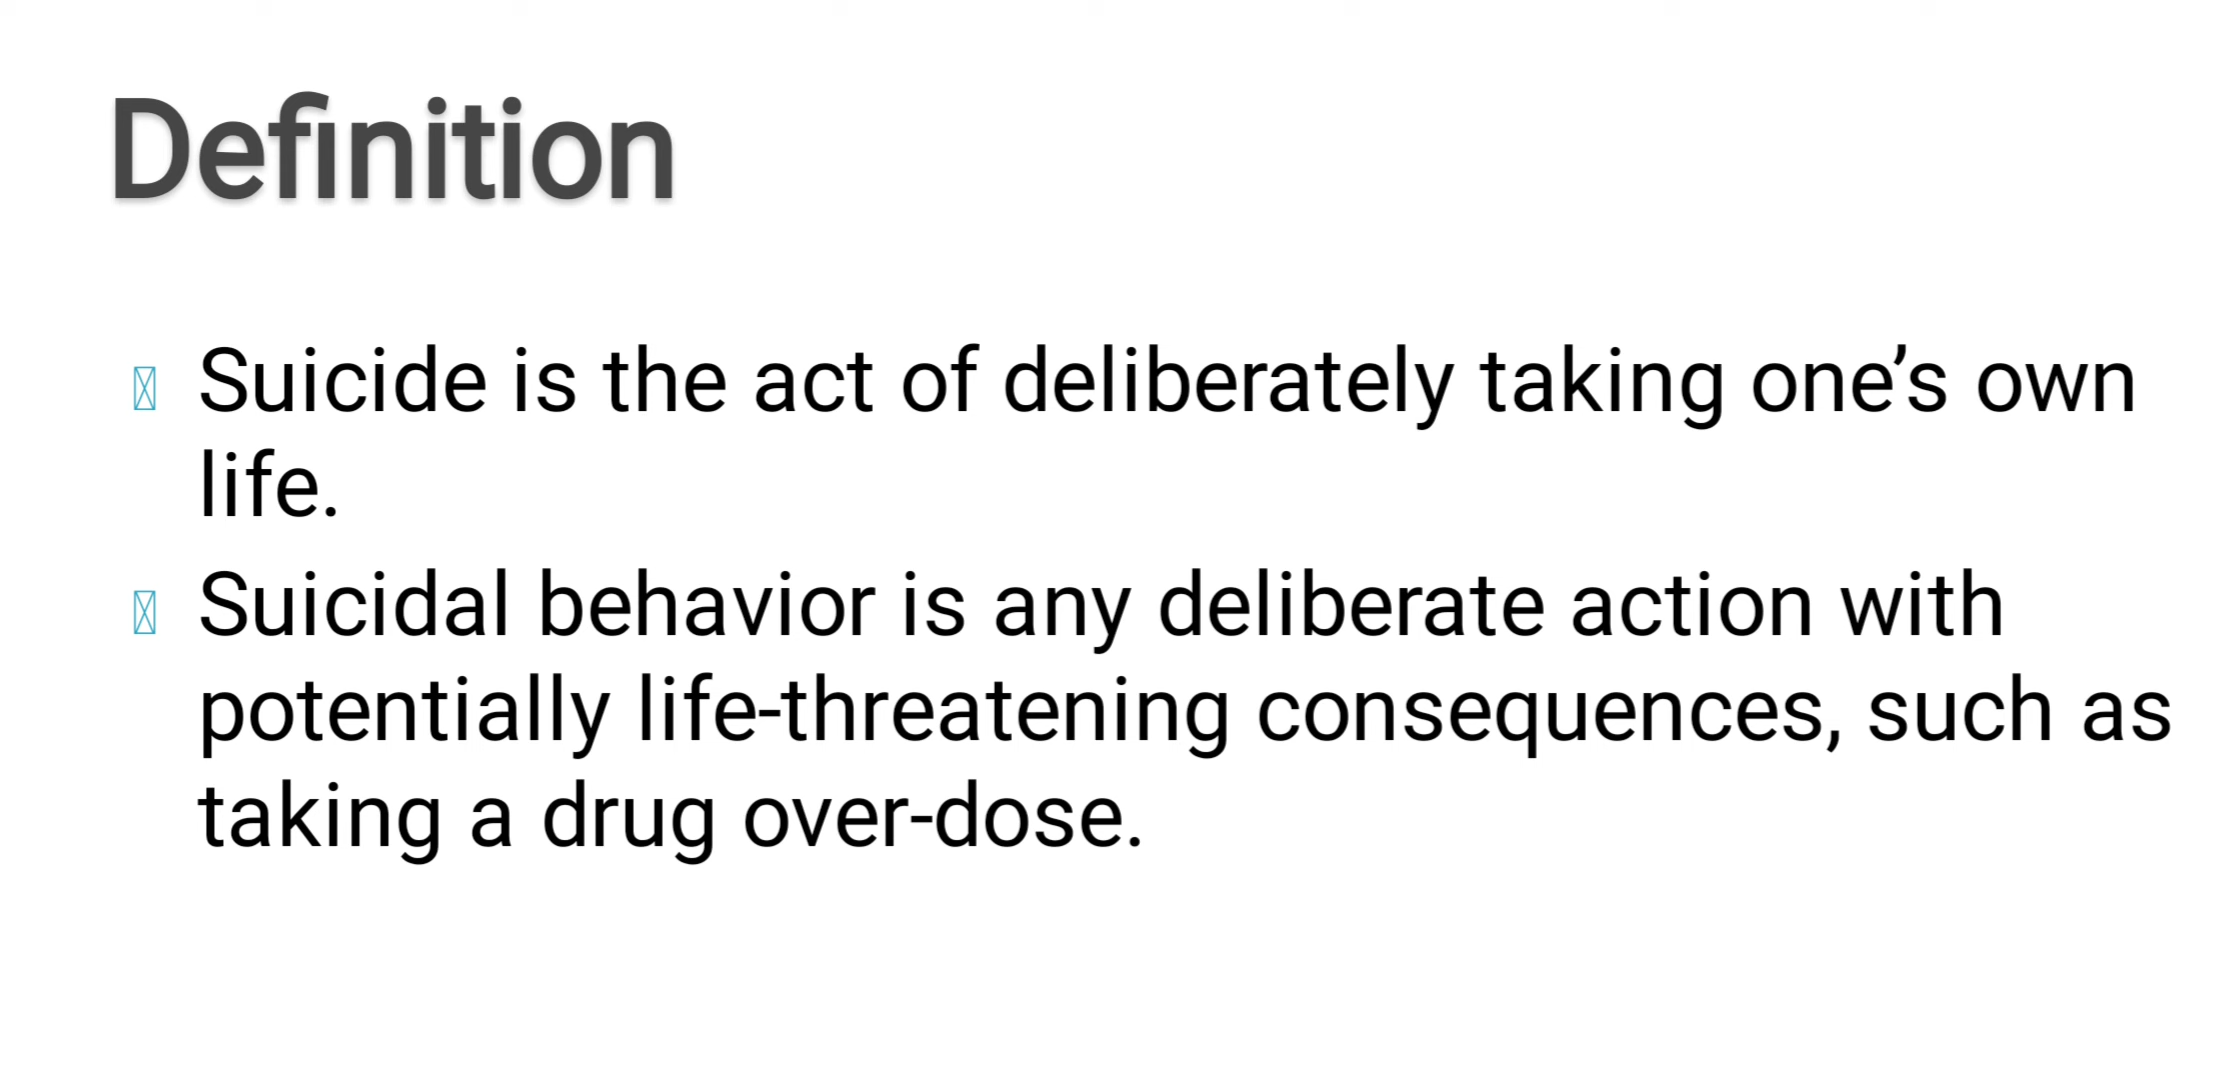 Definition
Suicide is the act of deliberately taking one’s own
life.
Suicidal behavior is any deliberate action with
potentially life-threatening consequences, such as
taking a drug over-dose.